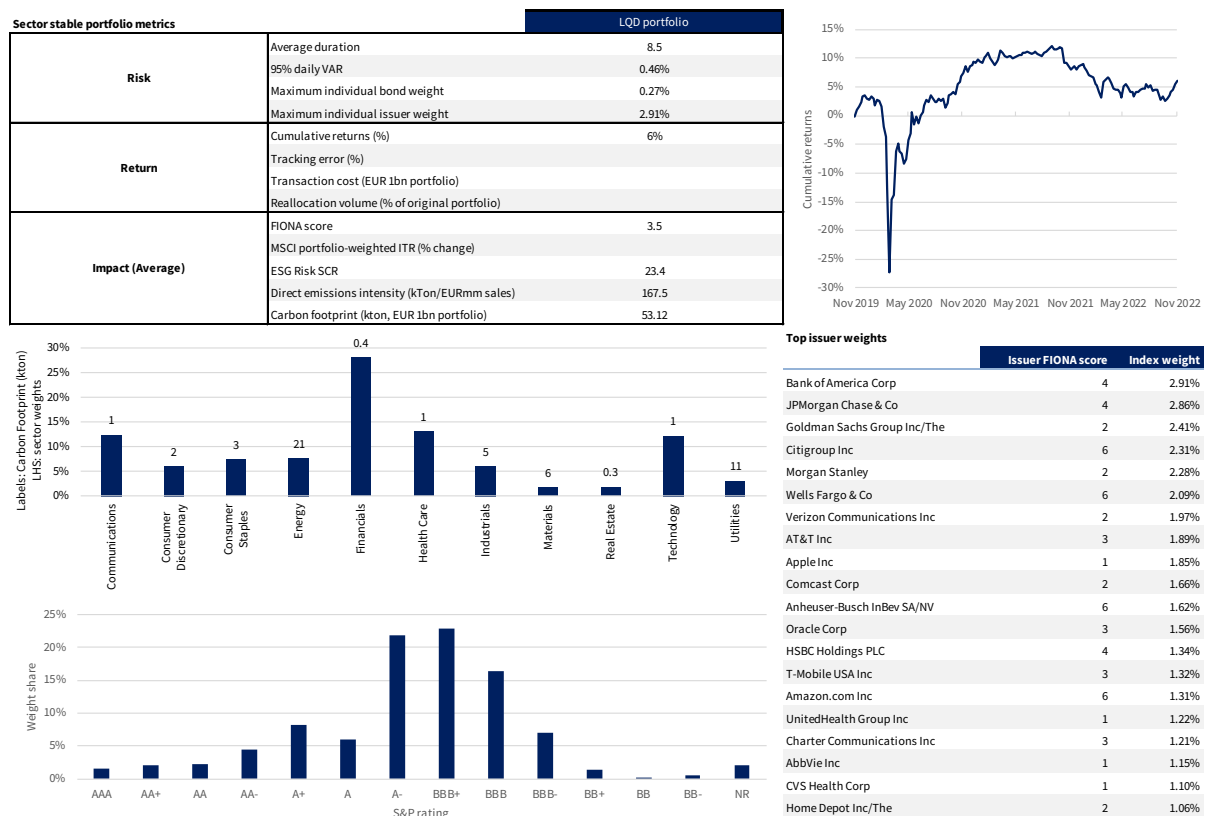 Sector stable portfolio metrics
LQD portfolio
Risk
Average duration 8.5
95% daily VAR 0.46%
Maximum individual bond weight 0.27%
Maximum individual issuer weight 2.91%
Return
Cumulative returns (%) 6%
Tracking error (%)
Transaction cost (EUR 1bn portfolio)
Reallocation volume (% of original portfolio)
Impact (Average)
FIONA score 3.5
MSCI portfolio-weighted ITR (% change)
ESG Risk SCR 23.4
Direct emissions intensity (kTon/EURmm sales) 167.5
Carbon footprint (kton, EUR 1bn portfolio) 53.12
Cumulative returns
15%
10%
5%
0%
-5%
-10%
-15%
-20%
-25%
-30%
Nov 2019 May 2020 Nov 2020 May 2021 Nov 2021 May 2022 Nov 2022
Labels: Carbon Footprint (kton)
LHS: sector weights
30%
25%
20%
15%
10%
5%
0%
1 2 3 21 0.4 1 5 6 0.3 1 11
Communications
Consumer
Discretionary
Consumer
Staples
Energy
Financials
Health Care
Industrials
Materials
Real Estate
Technology
Utilities
Weight share
25%
20%
15%
10%
5%
0%
AAA AA+ AA AA- A+ A A- BBB+ BBB BBB- BB+ BB BB- NR
S&P rating
Top issuer weights
Issuer FIONA score Index weight
Bank of America Corp 4 2.91%
JPMorgan Chase & Co 4 2.86%
Goldman Sachs Group Inc/The 2 2.41%
Citigroup Inc 6 2.31%
Morgan Stanley 2 2.28%
Wells Fargo & Co 6 2.09%
Verizon Communications Inc 2 1.97%
AT&T Inc 3 1.89%
Apple Inc 1 1.85%
Comcast Corp 2 1.66%
Anheuser-Busch InBev SA/NV 6 1.62%
Oracle Corp 3 1.56%
HSBC Holdings PLC 4 1.34%
T-Mobile USA Inc 3 1.32%
Amazon.com Inc 6 1.31%
UnitedHealth Group Inc 1 1.22%
Charter Communications Inc 3 1.21%
AbbVie Inc 1 1.15%
CVS Health Corp 1 1.10%
Home Depot Inc/The 2 1.06%